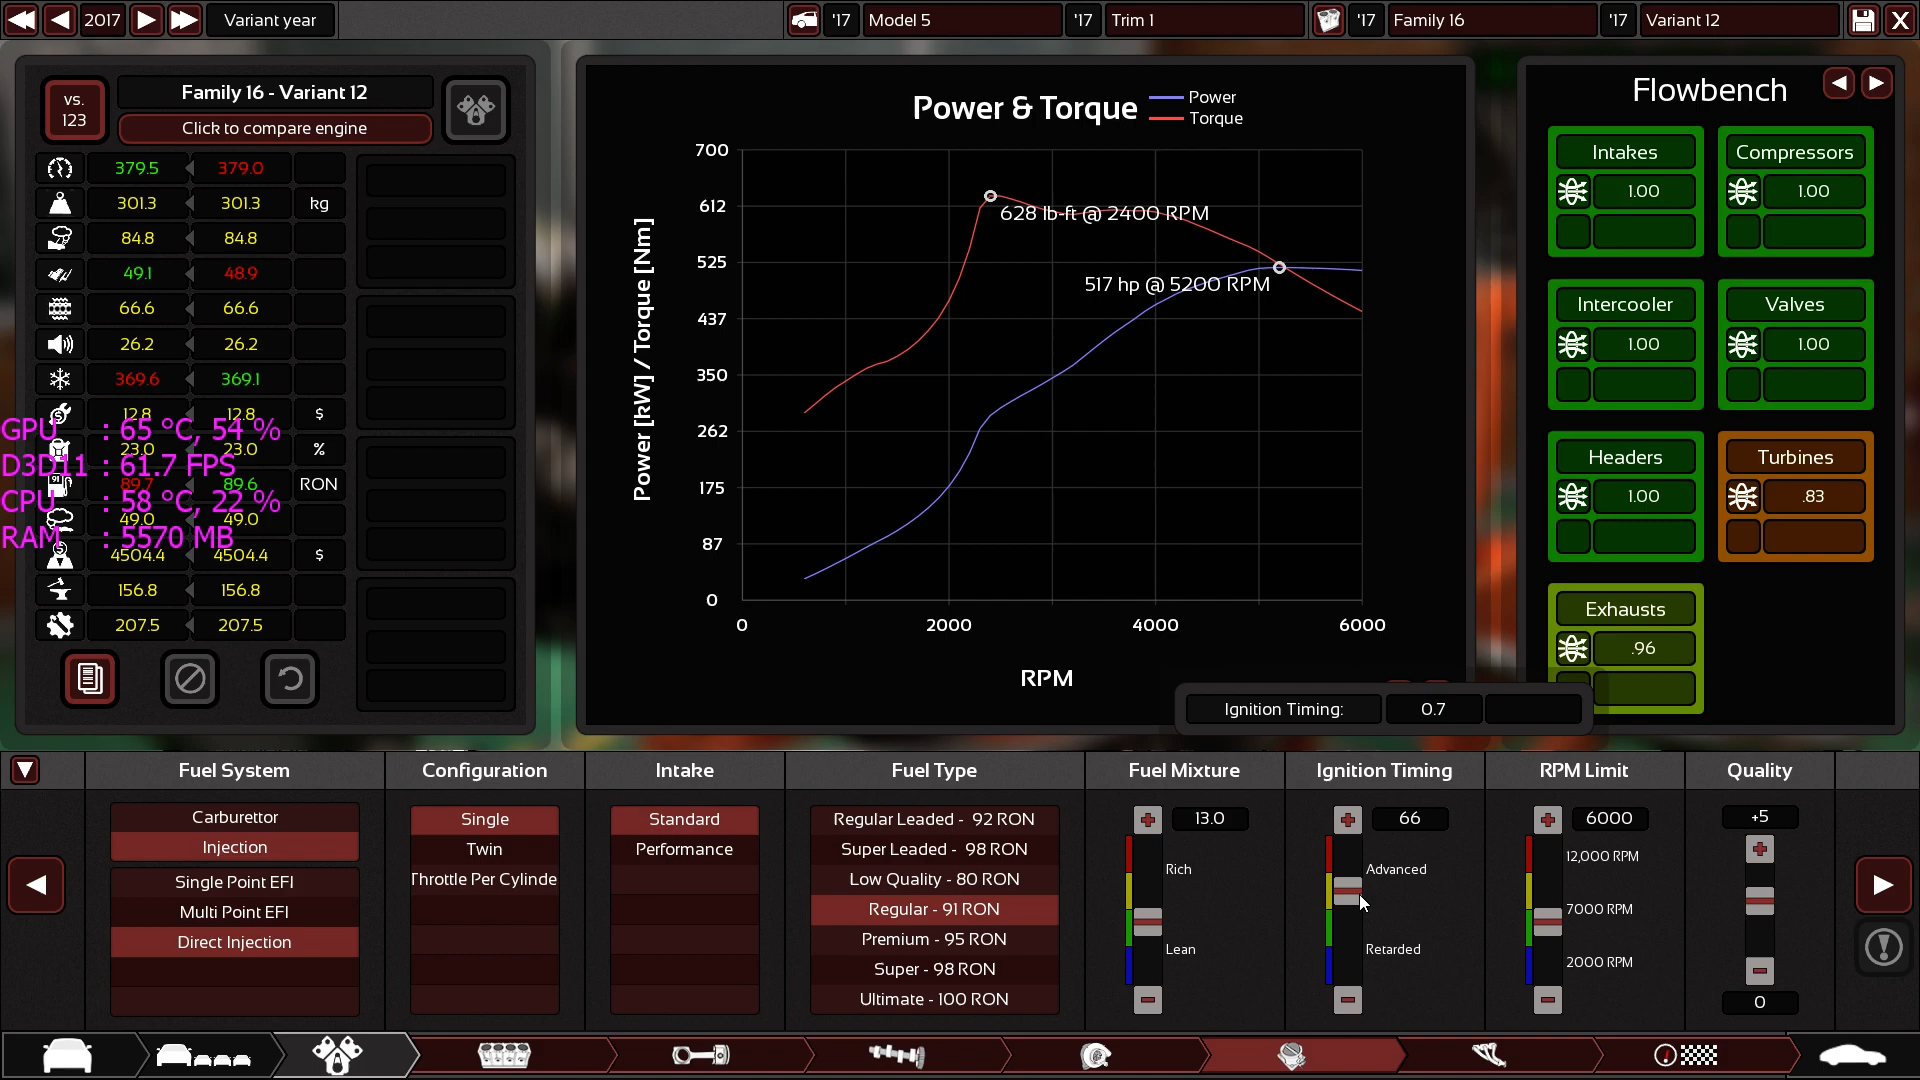 2017
Variant year
'17
Model 5
'17
Trim 1
'17
Family 16
'17
Variant 12
vs.
123
Family 16 - Variant 12
Click to compare engine
379.5 379.0
301.3 301.3 kg
84.8 84.8
49.1 48.9
66.6 66.6
26.2 26.2
369.6 369.1
12.8 12.8 $
23.0 23.0 %
89.7 89.6 RON
49.0 49.0
4504.4 4504.4 $
156.8 156.8
207.5 207.5
GPU : 65 °C, 54 %
D3D11 : 61.7 FPS
CPU : 58 °C, 22 %
RAM : 5570 MB
Power & Torque
Power
Torque
Power [kW] / Torque [Nm]
700
612
525
437
350
262
175
87
0
628 lb-ft @ 2400 RPM
517 hp @ 5200 RPM
0 2000 4000 6000
RPM
Ignition Timing: 0.7
Flowbench
Intakes
1.00
Compressors
1.00
Intercooler
1.00
Valves
1.00
Headers
1.00
Turbines
.83
Exhausts
.96
Fuel System
Carburettor
Injection
Single Point EFI
Multi Point EFI
Direct Injection
Configuration
Single
Twin
Throttle Per Cylinde
Intake
Standard
Performance
Fuel Type
Regular Leaded - 92 RON
Super Leaded - 98 RON
Low Quality - 80 RON
Regular - 91 RON
Premium - 95 RON
Super - 98 RON
Ultimate - 100 RON
Fuel Mixture
13.0
Rich
Lean
Ignition Timing
66
Advanced
Retarded
RPM Limit
6000
12,000 RPM
7000 RPM
2000 RPM
Quality
+5
0